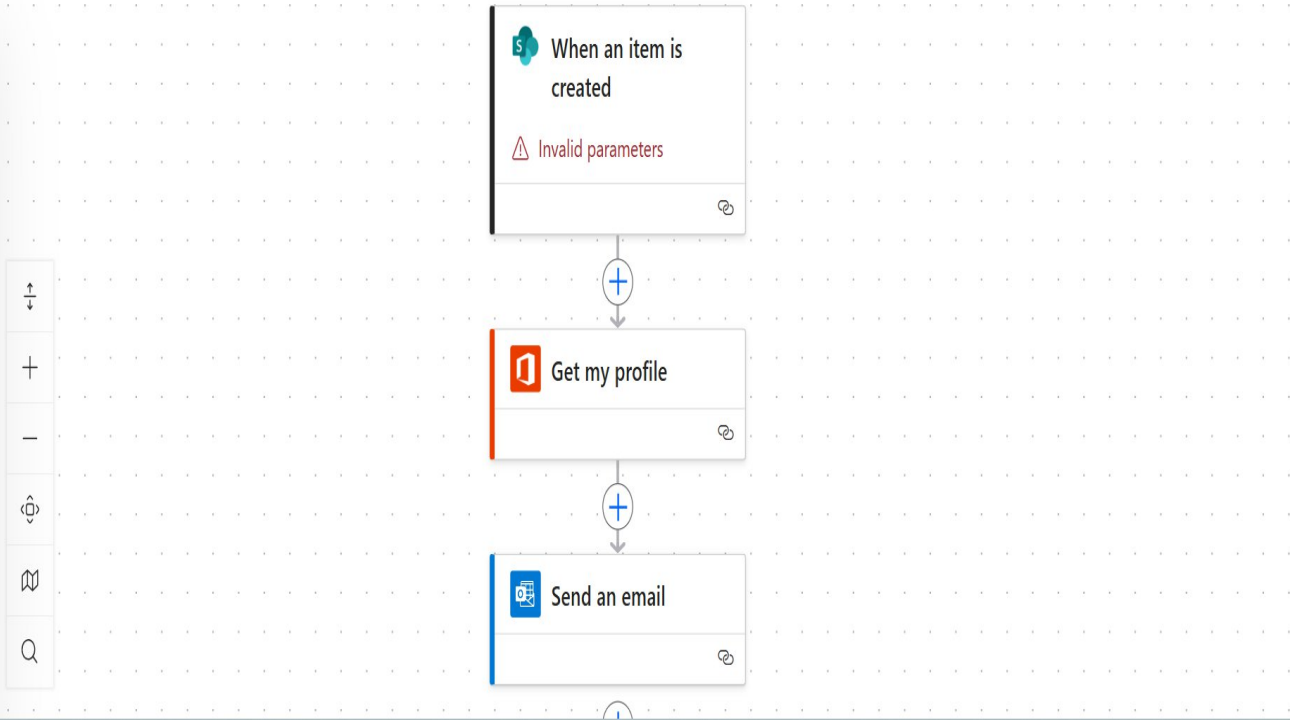 When an item is
created
Invalid parameters
Get my profile
Send an email